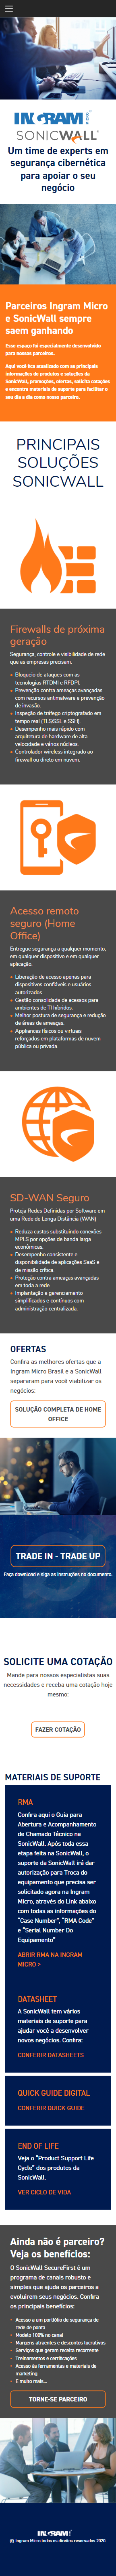 INGRAM MICRO
SONICWALL
Um time de experts em
segurança cibernética
para apoiar o seu
negócio
Parceiros Ingram Micro
e SonicWall sempre
saem ganhando
Esse espaço foi especialmente desenvolvido
para nossos parceiros.
Aqui você fica atualizado com as principais
informações de produtos e soluções da
SonicWall, promoções, ofertas, solicita cotações
e encontra materiais de suporte para facilitar o
seu dia a dia como nosso parceiro.
PRINCIPAIS
SOLUÇÕES
SONICWALL
Firewalls de próxima
geração
Segurança, controle e visibilidade de rede
que as empresas precisam.
Bloqueio de ataques com as
tecnologias RTDMI e RFDPI.
Prevenção contra ameaças avançadas
com recursos antimalware e prevenção
de invasão.
Inspeção de tráfego criptografado em
tempo real (TLS/SSL e SSH).
Desempenho mais rápido com
arquitetura de hardware de alta
velocidade e vários núcleos.
Controlador wireless integrado ao
firewall ou direto em nuvem.
Acesso remoto
seguro (Home
Office)
Entregue segurança a qualquer momento,
em qualquer dispositivo e em qualquer
aplicação.
Liberação de acesso apenas para
dispositivos confiáveis e usuários
autorizados.
Gestão consolidada de acessos para
ambientes de TI híbridos.
Melhor postura de segurança e redução
de áreas de ameaças.
Appliances físicos ou virtuais
reforçados em plataformas de nuvem
pública ou privada.
SD-WAN Seguro
Proteja Redes Definidas por Software em
uma Rede de Longa Distância (WAN)
Reduza custos substituindo conexões
MPLS por opções de banda larga
econômicas.
Desempenho consistente e
disponibilidade de aplicações SaaS e
de missão crítica.
Proteção contra ameaças avançadas
em toda a rede.
Implantação e gerenciamento
simplificados e contínuos com
administração centralizada.
OFERTAS
Confira as melhores ofertas que a
Ingram Micro Brasil e a SonicWall
separaram para você viabilizar os
negócios:
SOLUÇÃO COMPLETA DE HOME
OFFICE
TRADE IN - TRADE UP
Faça download e siga as instruções no documento.
SOLICITE UMA COTAÇÃO
Mande para nossos especialistas suas
necessidades e receba uma cotação hoje
mesmo:
FAZER COTAÇÃO
MATERIAIS DE SUPORTE
RMA
Confira aqui o Guia para
Abertura e Acompanhamento
de Chamado Técnico na
SonicWall. Após toda essa
etapa feita na SonicWall, o
suporte da SonicWall irá dar
autorização para Troca do
equipamento que precisa ser
solicitado agora na Ingram
Micro, através do Link abaixo
com todas as informações do
"Case Number", "RMA Code"
e "Serial Number Do
Equipamento"
ABRIR RMA NA INGRAM
MICRO >
DATASHEET
A SonicWall tem vários
materiais de suporte para
ajudar você a desenvolver
novos negócios. Confira:
CONFERIR DATASHEETS
QUICK GUIDE DIGITAL
CONFERIR QUICK GUIDE
END OF LIFE
Veja o "Product Support Life
Cycle" dos produtos da
SonicWall.
VER CICLO DE VIDA
Ainda não é parceiro?
Veja os benefícios:
O SonicWall SecureFirst é um
programa de canais robusto e
simples que ajuda os parceiros a
evoluírem seus negócios. Confira
os principais benefícios:
Acesso a um portfólio de segurança de
rede de ponta
Modelo 100% no canal
Margens atraentes e descontos lucrativos
Serviços que geram receita recorrente
Treinamentos e certificações
Acesso às ferramentas e materiais de
marketing
E muito mais...
TORNE-SE PARCEIRO
INGRAM MICRO
© Ingram Micro todos os direitos reservados 2020.